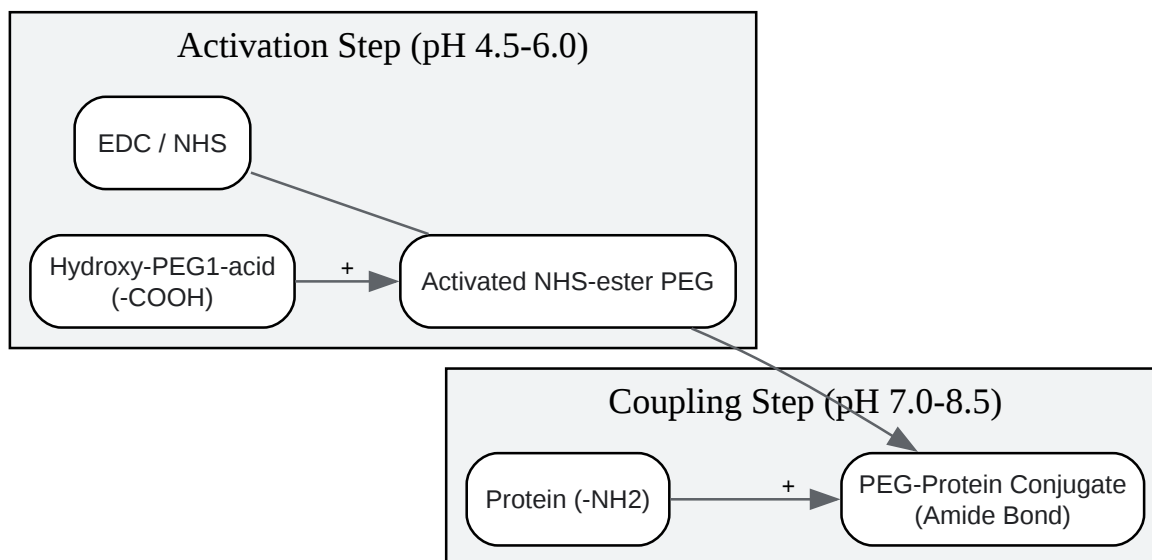 Activation Step (pH 4.5-6.0)
EDC / NHS
Hydroxy-PEG1-acid
(-COOH)
+
Activated NHS-ester PEG
Coupling Step (pH 7.0-8.5)
Protein (-NH2)
+
PEG-Protein Conjugate
(Amide Bond)